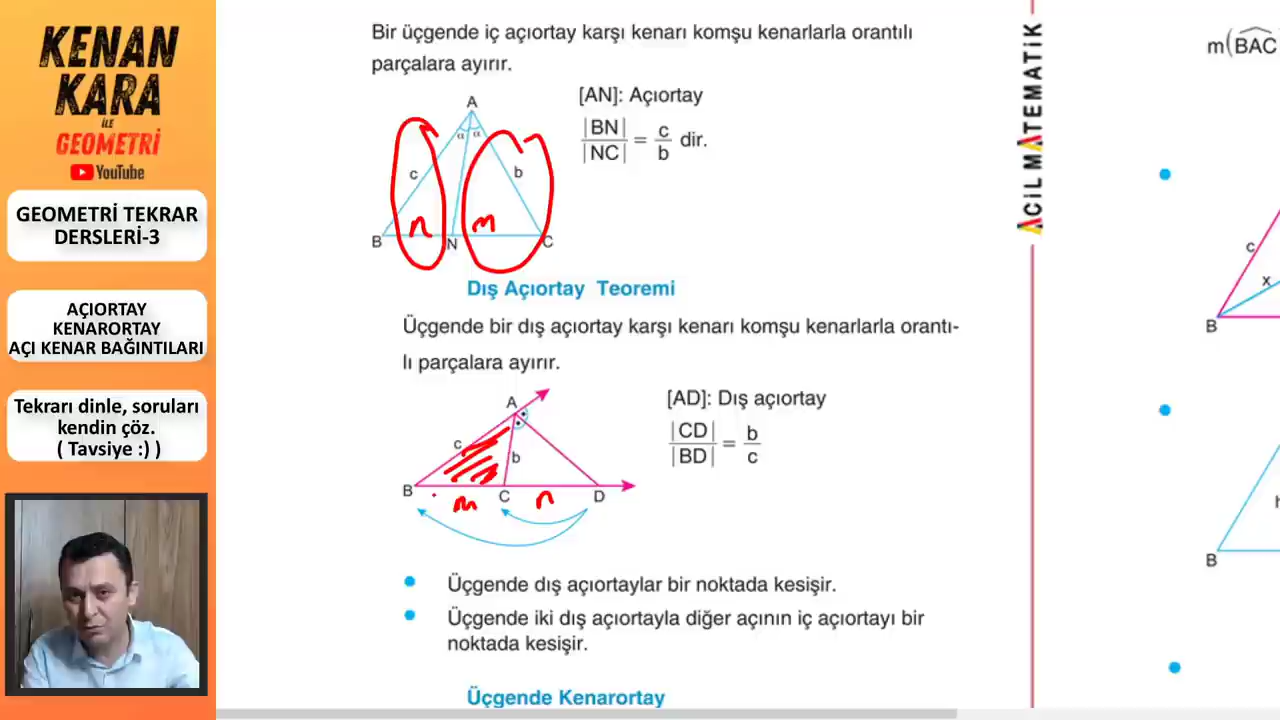 KENAN
KARA
İLE
GEOMETRİ
YouTube
GEOMETRİ TEKRAR
DERSLERİ-3
AÇIORTAY
KENARORTAY
AÇI KENAR BAĞINTILARI
Tekrarı dinle, soruları
kendin çöz.
( Tavsiye :) )
Bir üçgende iç açıortay karşı kenarı komşu kenarlarla orantılı
parçalara ayırır.
[AN]: Açıortay
|BN| / |NC| = c / b dir.
A
α α
c b
n m
B N C
Dış Açıortay Teoremi
Üçgende bir dış açıortay karşı kenarı komşu kenarlarla orantı-
lı parçalara ayırır.
[AD]: Dış açıortay
|CD| / |BD| = b / c
A
c
b
B C D
m n
Üçgende dış açıortaylar bir noktada kesişir.
Üçgende iki dış açıortayla diğer açının iç açıortayı bir
noktada kesişir.
Üçgende Kenarortay
AÇIL MATEMATİK
m(BAC
c
x
B
h
B